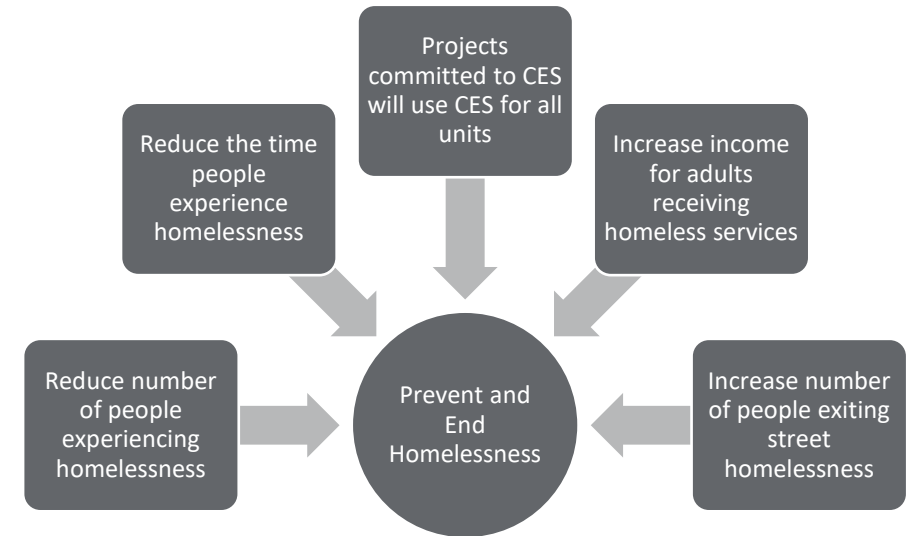 Projects
committed to CES
will use CES for all
units
Reduce the time
people
experience
homelessness
Increase income
for adults
receiving
homeless services
Reduce number
of people
experiencing
homelessness
Prevent and
End
Homelessness
Increase number
of people exiting
street
homelessness